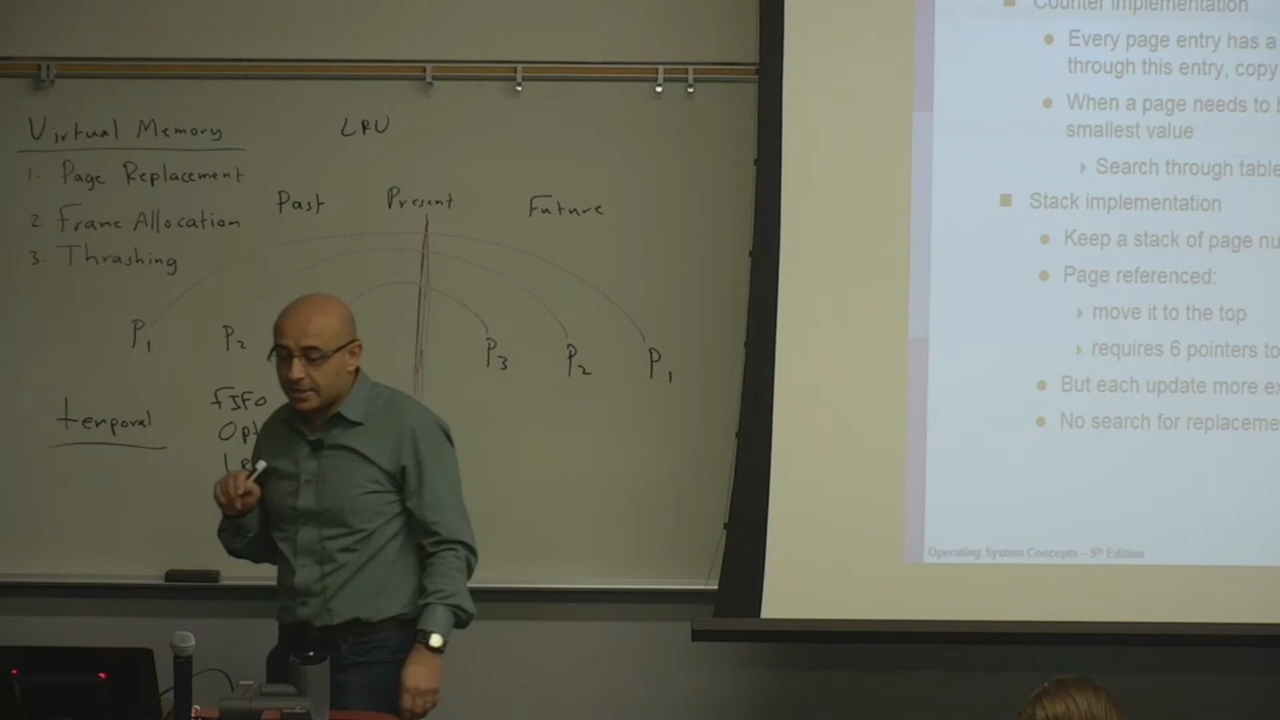 Virtual Memory
1. Page Replacement
2. Frame Allocation
3. Thrashing
LRU
Past Present Future
P1 P2 P3 P2 P1
temporal
FIFO
Opt
LR
Counter implementation
Every page entry has a
through this entry, copy
When a page needs to
smallest value
Search through table
Stack implementation
Keep a stack of page nu
Page referenced:
move it to the top
requires 6 pointers to
But each update more ex
No search for replaceme
Operating System Concepts – 9th Edition